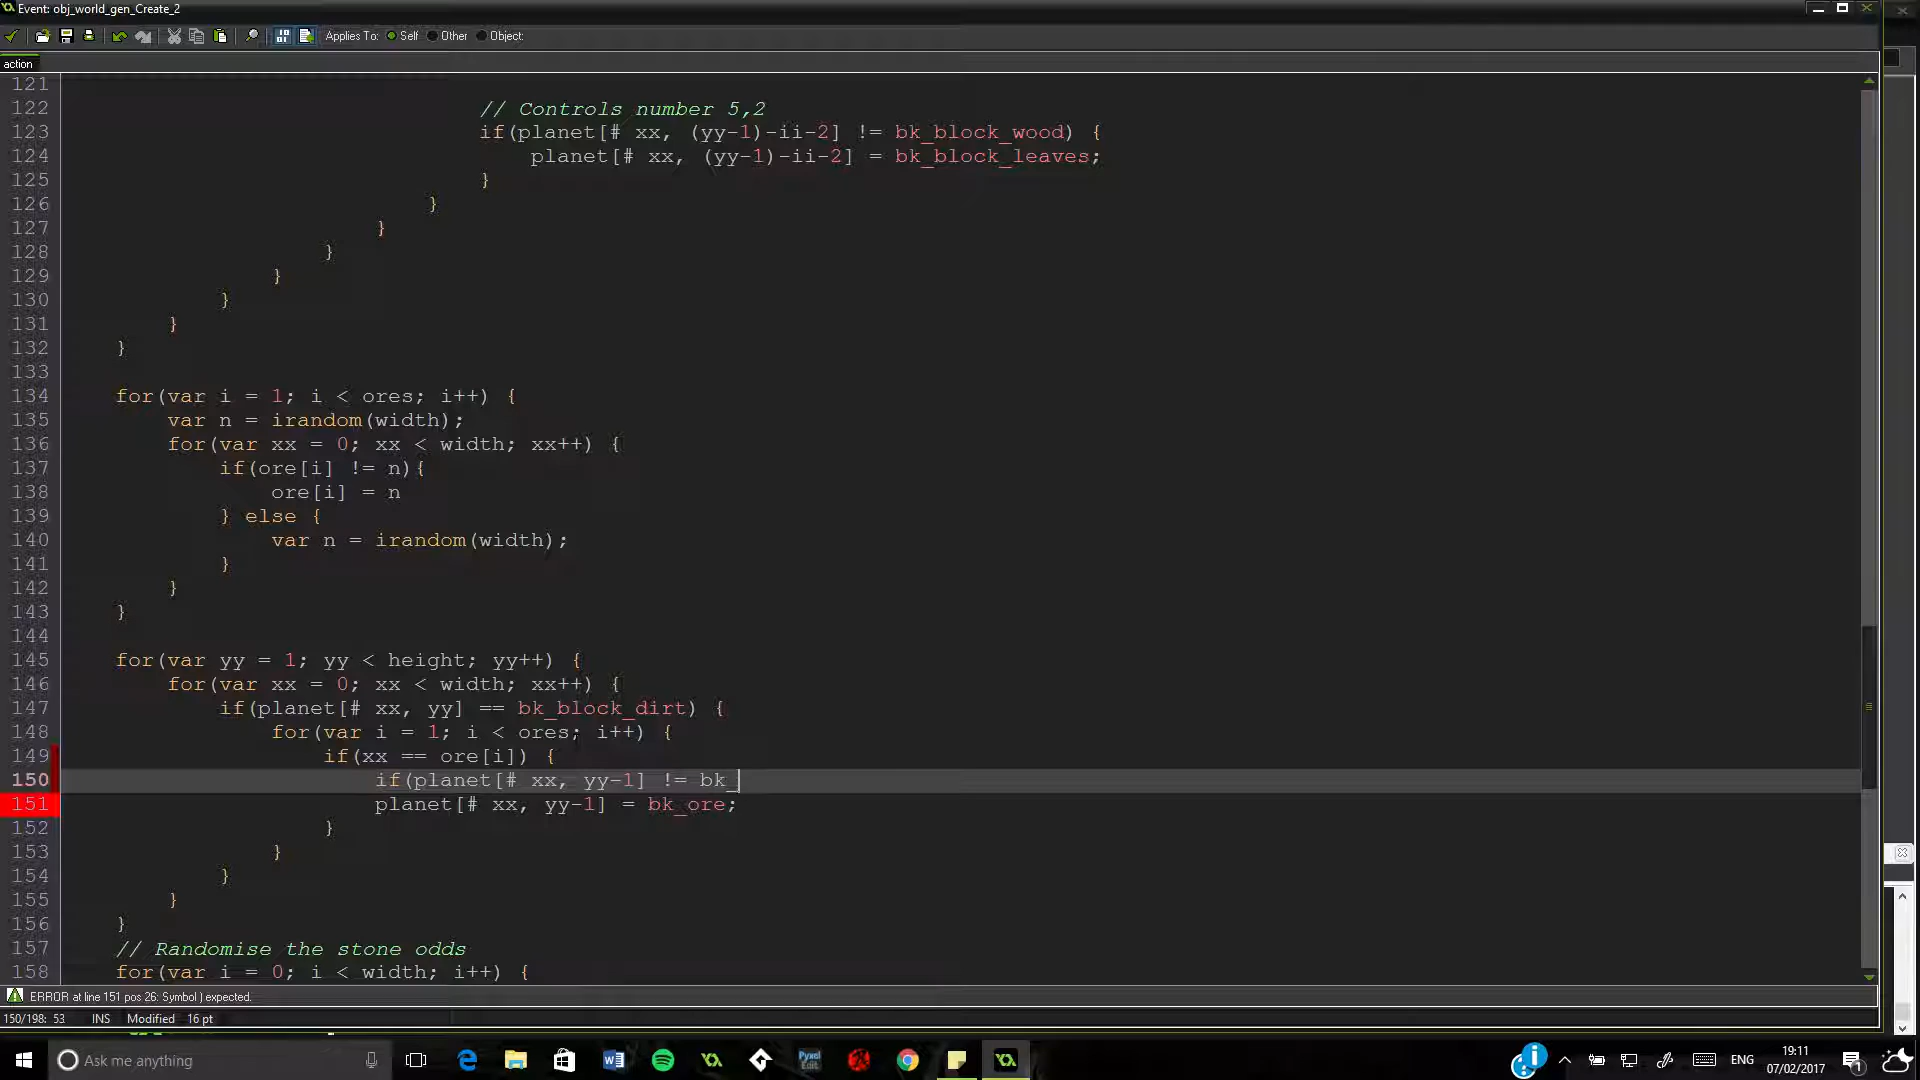 Event: obj_world_gen_Create_2
Applies To: Self Other Object:
action
121
122 // Controls number 5,2
123 if(planet[# xx, (yy-1)-ii-2] != bk_block_wood) {
124 planet[# xx, (yy-1)-ii-2] = bk_block_leaves;
125 }
126 }
127 }
128 }
129 }
130 }
131 }
132 }
133
134 for(var i = 1; i < ores; i++) {
135 var n = irandom(width);
136 for(var xx = 0; xx < width; xx++) {
137 if(ore[i] != n){
138 ore[i] = n
139 } else {
140 var n = irandom(width);
141 }
142 }
143 }
144
145 for(var yy = 1; yy < height; yy++) {
146 for(var xx = 0; xx < width; xx++) {
147 if(planet[# xx, yy] == bk_block_dirt) {
148 for(var i = 1; i < ores; i++) {
149 if(xx == ore[i]) {
150 if(planet[# xx, yy-1] != bk_
151 planet[# xx, yy-1] = bk_ore;
152 }
153 }
154 }
155 }
156 }
157 // Randomise the stone odds
158 for(var i = 0; i < width; i++) {
ERROR at line 151 pos 26: Symbol ) expected.
150/198: 53 INS Modified 16 pt
Ask me anything
Pyxel Edit
ENG
19:11
07/02/2017
1